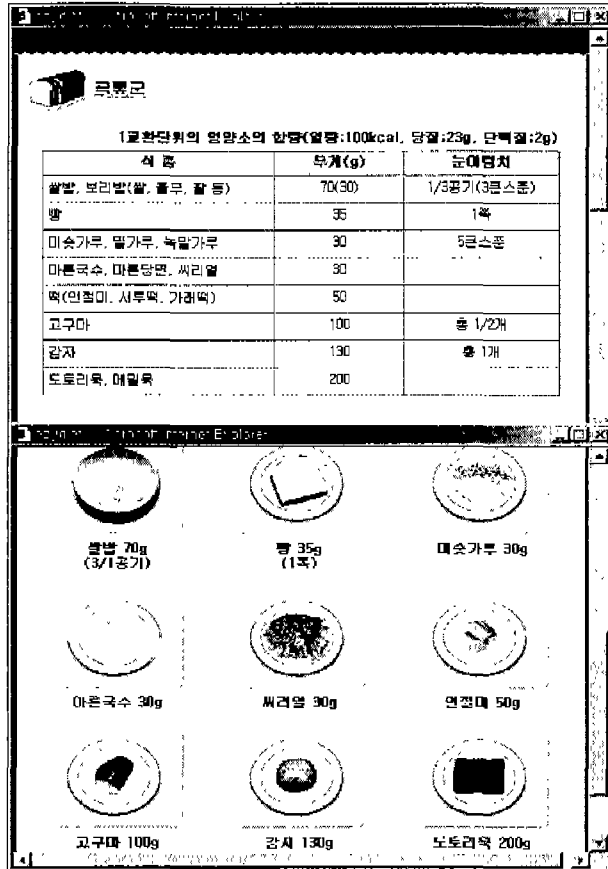 곡류군
1교환단위의 영양소의 함량(열량:100kcal, 당질:23g, 단백질:2g)
식 품 무게(g) 눈어림치
쌀밥, 보리밥(쌀, 율무, 팥 등) 70(30) 1/3공기(3큰스푼)
빵 35 1쪽
미숫가루, 밀가루, 녹말가루 30 5큰스푼
마른국수, 마른당면, 씨리얼 30
떡(인절미, 시루떡, 가래떡) 50
고구마 100 중 1/2개
감자 130 중 1개
도토리묵, 메밀묵 200
Internet Explorer
쌀밥 70g 빵 35g 미숫가루 30g
(3/1공기) (1쪽)
마른국수 30g 씨리얼 30g 인절미 50g
고구마 100g 감자 130g 도토리묵 200g